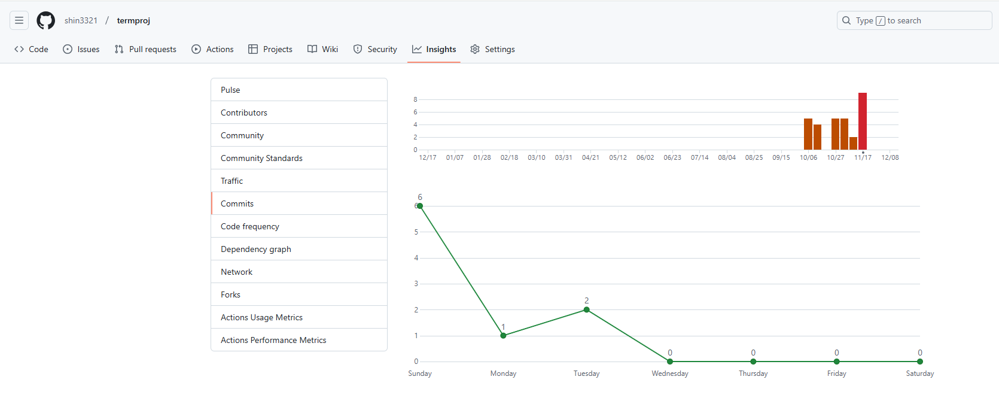 shin3321 / termproj
Type / to search
Code Issues Pull requests Actions Projects Wiki Security Insights Settings
Pulse
Contributors
Community
Community Standards
Traffic
Commits
Code frequency
Dependency graph
Network
Forks
Actions Usage Metrics
Actions Performance Metrics
8
6
4
2
0
12/17 01/07 01/28 02/18 03/10 03/31 04/21 05/12 06/02 06/23 07/14 08/04 08/25 09/15 10/06 10/27 11/17 12/08
6
6
5
4
3
2
2
1
1
0 0 0 0
0
Sunday Monday Tuesday Wednesday Thursday Friday Saturday